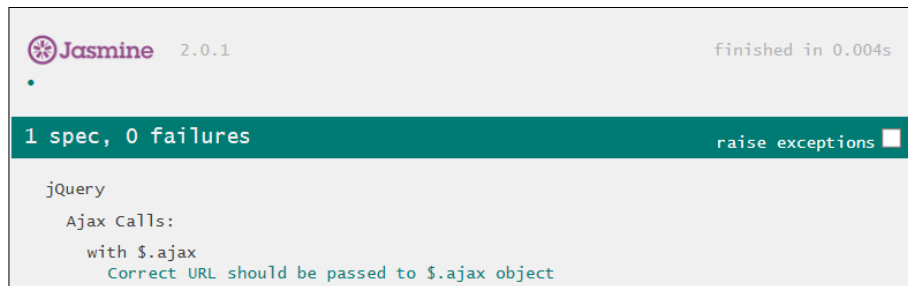 Jasmine 2.0.1 finished in 0.004s
1 spec, 0 failures raise exceptions
jQuery
Ajax Calls:
with $.ajax
Correct URL should be passed to $.ajax object